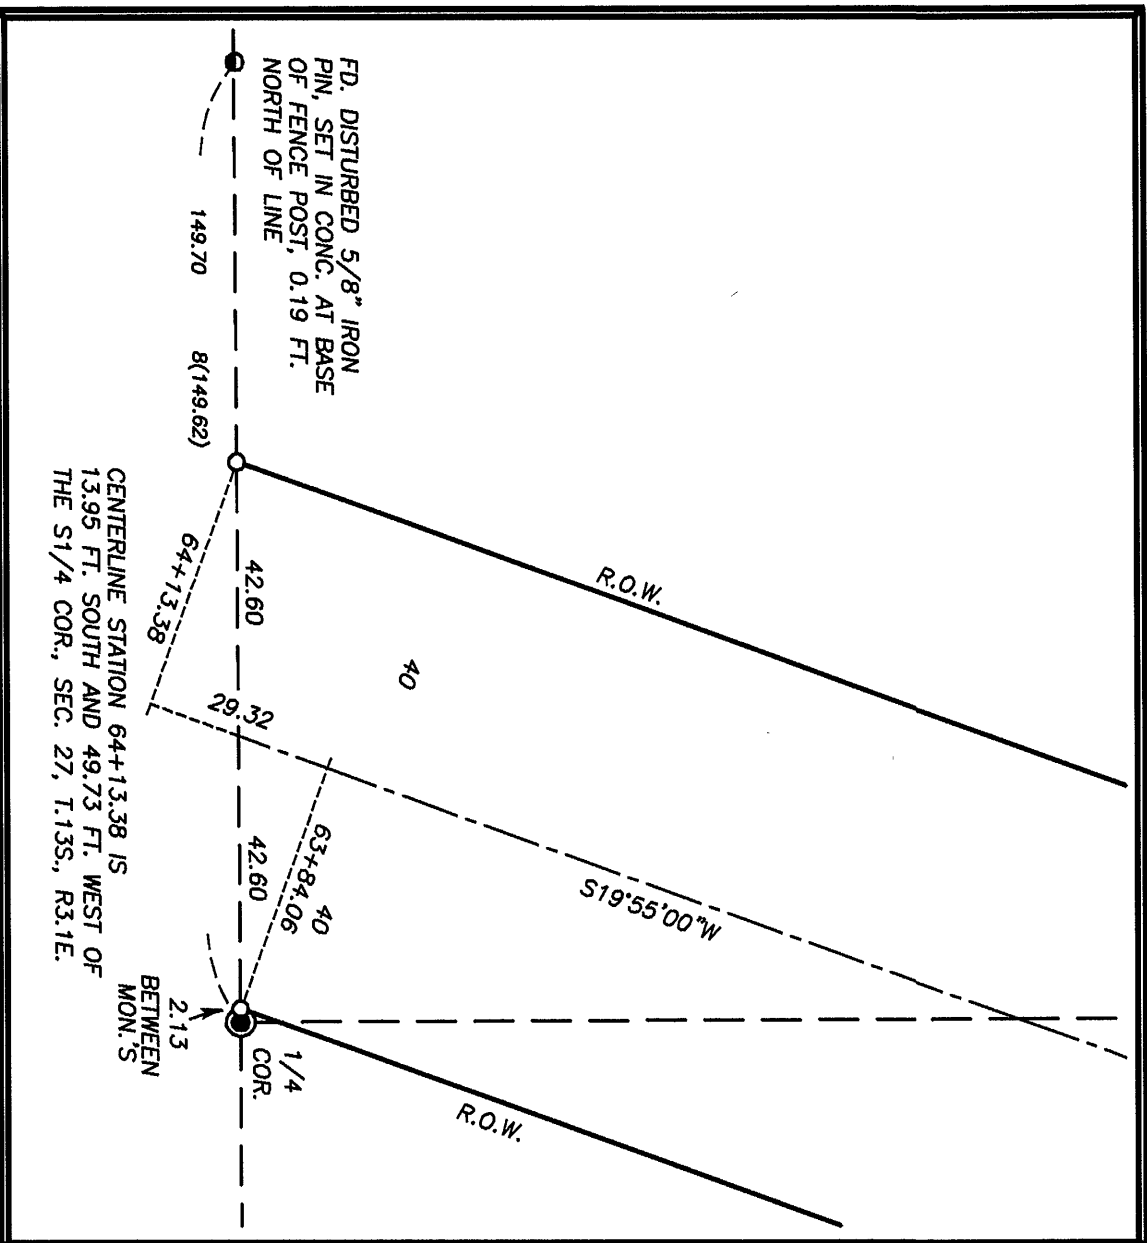 FD. DISTURBED 5/8" IRON
PIN, SET IN CONC. AT BASE
OF FENCE POST, 0.19 FT.
NORTH OF LINE
149.70
8(149.62)
R.O.W.
42.60
64+13.38
40
29.32
S19°55'00"W
63+84.06
40
42.60
CENTERLINE STATION 64+13.38 IS
13.95 FT. SOUTH AND 49.73 FT. WEST OF
THE S1/4 COR., SEC. 27, T.13S., R3.1E.
2.13
BETWEEN
MON.'S
1/4
COR.
R.O.W.